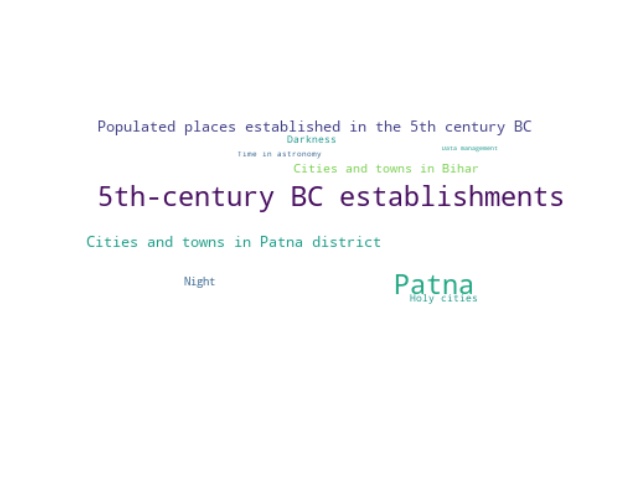 Populated places established in the 5th century BC
Darkness
Data management
Time in astronomy
Cities and towns in Bihar
5th-century BC establishments
Cities and towns in Patna district
Night
Patna
Holy cities